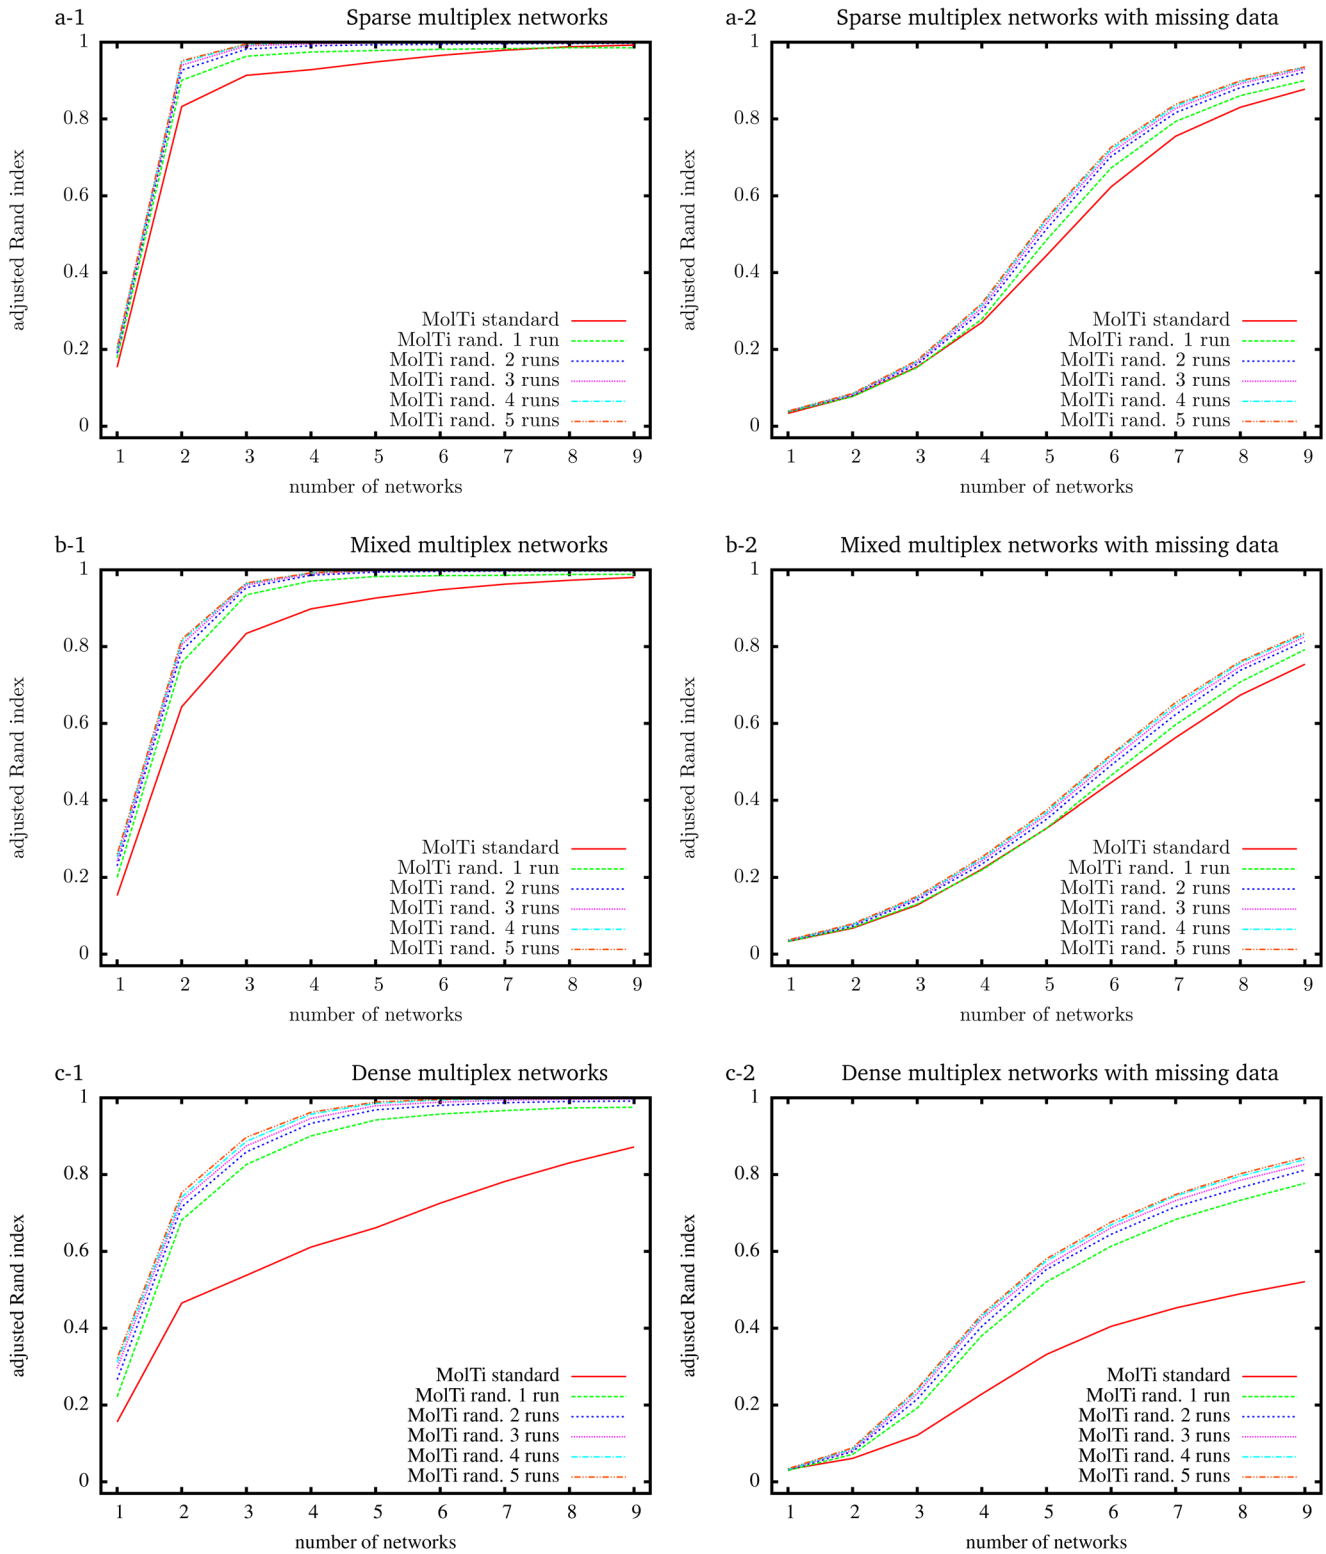 a-1 Sparse multiplex networks
1
0.8
0.6
0.4
0.2
0
adjusted Rand index
MolTi standard
MolTi rand. 1 run
MolTi rand. 2 runs
MolTi rand. 3 runs
MolTi rand. 4 runs
MolTi rand. 5 runs
1 2 3 4 5 6 7 8 9
number of networks
a-2 Sparse multiplex networks with missing data
1
0.8
0.6
0.4
0.2
0
adjusted Rand index
MolTi standard
MolTi rand. 1 run
MolTi rand. 2 runs
MolTi rand. 3 runs
MolTi rand. 4 runs
MolTi rand. 5 runs
1 2 3 4 5 6 7 8 9
number of networks
b-1 Mixed multiplex networks
1
0.8
0.6
0.4
0.2
0
adjusted Rand index
MolTi standard
MolTi rand. 1 run
MolTi rand. 2 runs
MolTi rand. 3 runs
MolTi rand. 4 runs
MolTi rand. 5 runs
1 2 3 4 5 6 7 8 9
number of networks
b-2 Mixed multiplex networks with missing data
1
0.8
0.6
0.4
0.2
0
adjusted Rand index
MolTi standard
MolTi rand. 1 run
MolTi rand. 2 runs
MolTi rand. 3 runs
MolTi rand. 4 runs
MolTi rand. 5 runs
1 2 3 4 5 6 7 8 9
number of networks
c-1 Dense multiplex networks
1
0.8
0.6
0.4
0.2
0
adjusted Rand index
MolTi standard
MolTi rand. 1 run
MolTi rand. 2 runs
MolTi rand. 3 runs
MolTi rand. 4 runs
MolTi rand. 5 runs
1 2 3 4 5 6 7 8 9
number of networks
c-2 Dense multiplex networks with missing data
1
0.8
0.6
0.4
0.2
0
adjusted Rand index
MolTi standard
MolTi rand. 1 run
MolTi rand. 2 runs
MolTi rand. 3 runs
MolTi rand. 4 runs
MolTi rand. 5 runs
1 2 3 4 5 6 7 8 9
number of networks